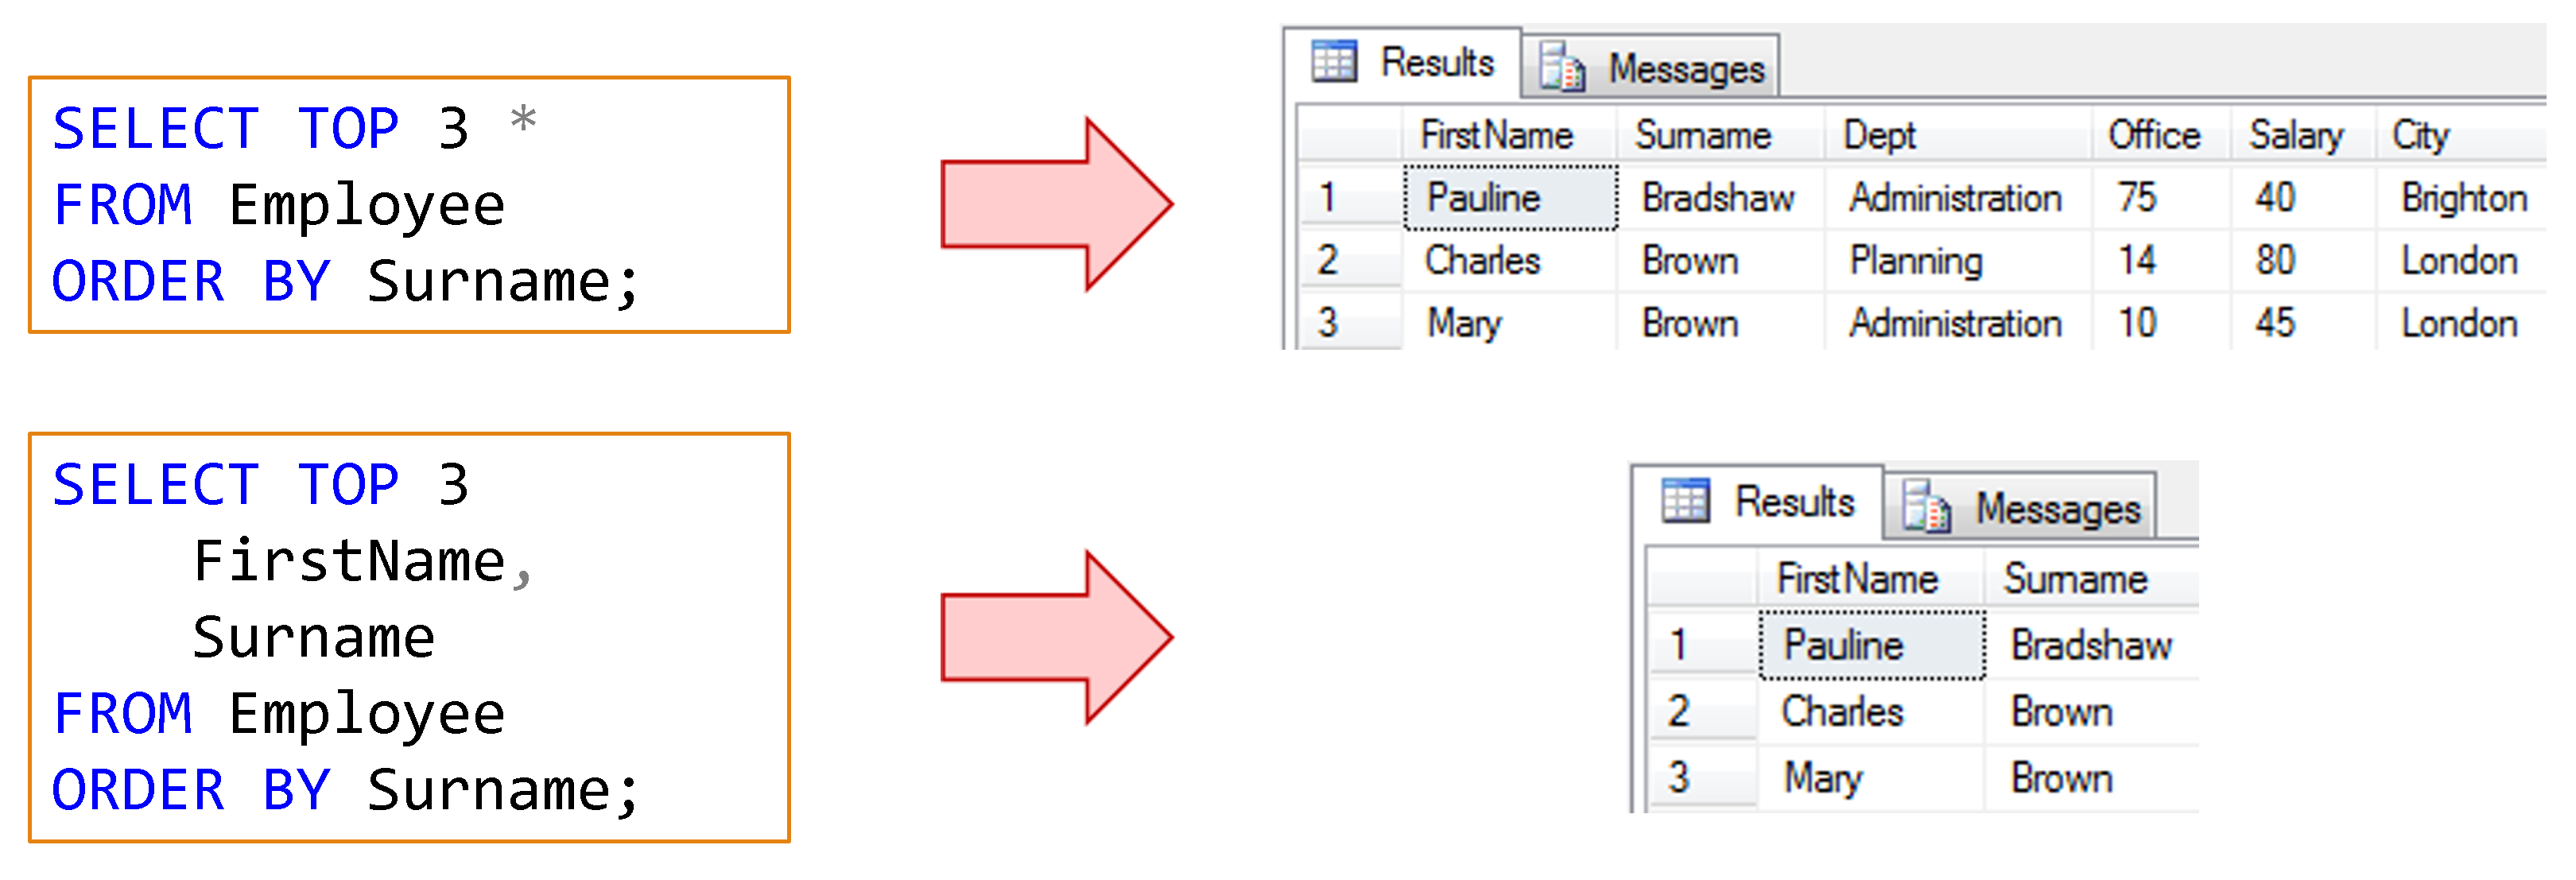 SELECT TOP 3 *
FROM Employee
ORDER BY Surname;
Results Messages
FirstName Surname Dept Office Salary City
1 Pauline Bradshaw Administration 75 40 Brighton
2 Charles Brown Planning 14 80 London
3 Mary Brown Administration 10 45 London
SELECT TOP 3
FirstName,
Surname
FROM Employee
ORDER BY Surname;
Results Messages
FirstName Surname
1 Pauline Bradshaw
2 Charles Brown
3 Mary Brown